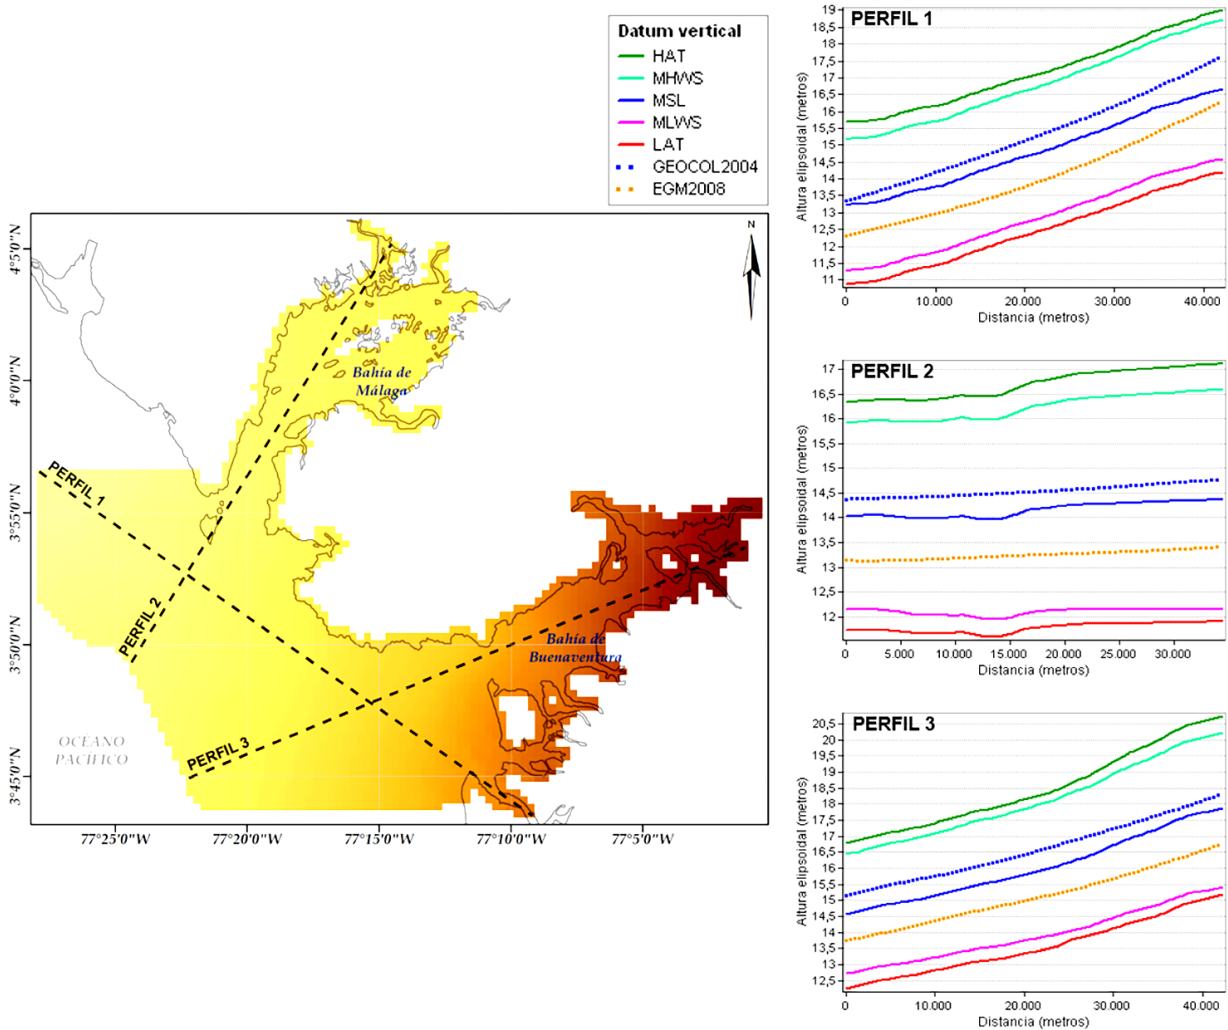 Datum vertical
HAT
MHWS
MSL
MLWS
LAT
GEOCOL2004
EGM2008
N
4°5'0"N
4°0'0"N
3°55'0"N
3°50'0"N
3°45'0"N
77°25'0"W
77°20'0"W
77°15'0"W
77°10'0"W
77°5'0"W
Bahía de
Málaga
Bahía de
Buenaventura
OCEANO
PACÍFICO
PERFIL 1
PERFIL 2
PERFIL 3
PERFIL 1
Altura elipsoidal (metros)
19
18,5
18
17,5
17
16,5
16
15,5
15
14,5
14
13,5
13
12,5
12
11,5
11
0
10.000
20.000
30.000
40.000
Distancia (metros)
PERFIL 2
Altura elipsoidal (metros)
17
16,5
16
15,5
15
14,5
14
13,5
13
12,5
12
0
5.000
10.000
15.000
20.000
25.000
30.000
Distancia (metros)
PERFIL 3
Altura elipsoidal (metros)
20,5
20
19,5
19
18,5
18
17,5
17
16,5
16
15,5
15
14,5
14
13,5
13
12,5
0
10.000
20.000
30.000
40.000
Distancia (metros)